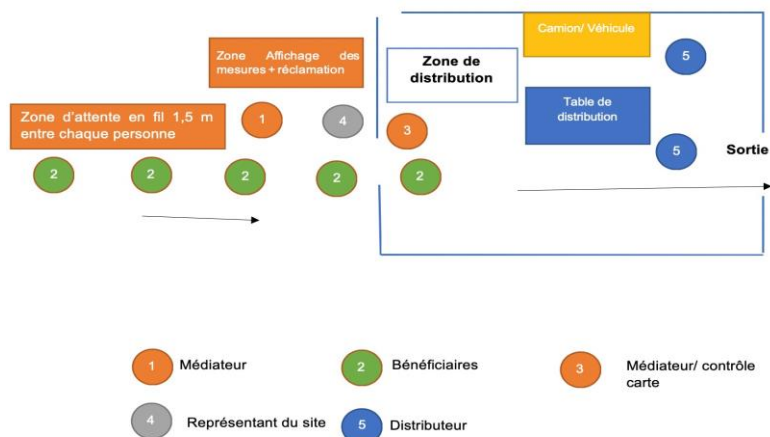 Camion/ Véhicule
Zone Affichage des
mesures + réclamation
Zone de
distribution
5
Table de
distribution
Zone d'attente en fil 1,5 m
entre chaque personne
1
4
3
5
Sortie
2
2
2
2
2
1
Médiateur
2
Bénéficiaires
3
Médiateur/ contrôle
carte
4
Représentant du site
5
Distributeur